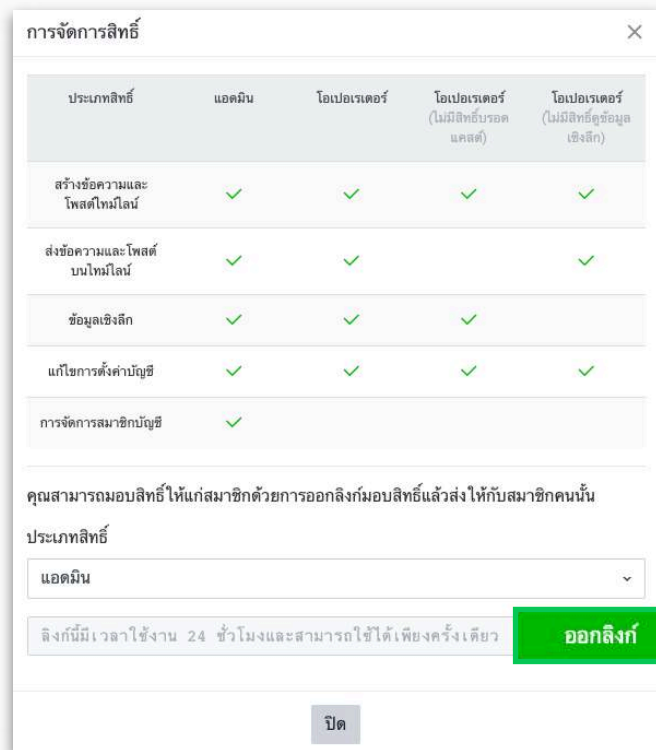 การจัดการสิทธิ์
ประเภทสิทธิ์ แอดมิน โอเปอเรเตอร์ โอเปอเรเตอร์ โอเปอเรเตอร์
(ไม่มีสิทธิ์บรอด (ไม่มีสิทธิ์ดูข้อมูล
แคสต์) เชิงลึก)
สร้างข้อความและ
โพสต์ไทม์ไลน์
ส่งข้อความและโพสต์
บนไทม์ไลน์
ข้อมูลเชิงลึก
แก้ไขการตั้งค่าบัญชี
การจัดการสมาชิกบัญชี
คุณสามารถมอบสิทธิ์ให้แก่สมาชิกด้วยการออกลิงก์มอบสิทธิ์แล้วส่งให้กับสมาชิกคนนั้น
ประเภทสิทธิ์
แอดมิน
ลิงก์นี้มีเวลาใช้งาน 24 ชั่วโมงและสามารถใช้ได้เพียงครั้งเดียว ออกลิงก์
ปิด